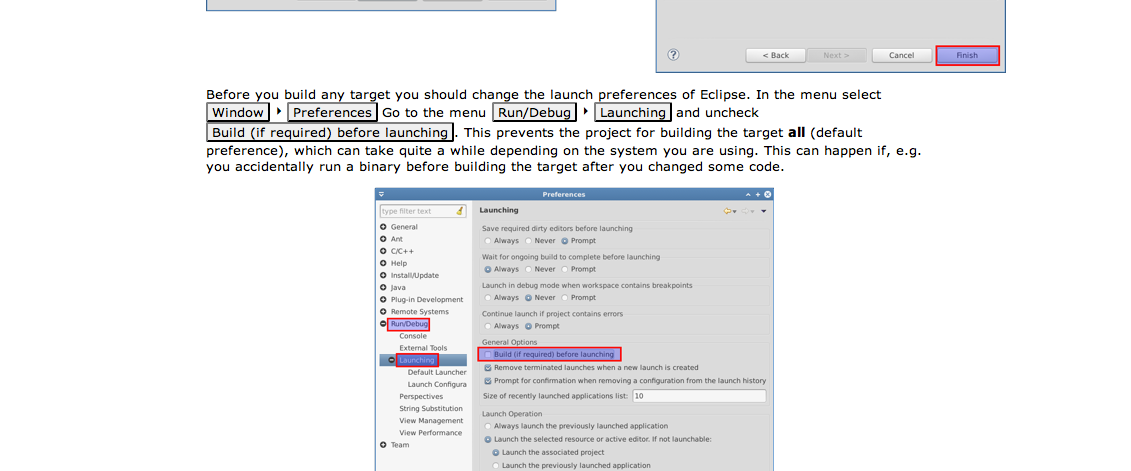 < Back Next > Cancel Finish
Before you build any target you should change the launch preferences of Eclipse. In the menu select
Window Preferences Go to the menu Run/Debug Launching and uncheck
Build (if required) before launching . This prevents the project for building the target all (default
preference), which can take quite a while depending on the system you are using. This can happen if, e.g.
you accidentally run a binary before building the target after you changed some code.
Preferences
type filter text
General
Ant
C/C++
Help
Install/Update
Java
Plug-in Development
Remote Systems
Run/Debug
Console
External Tools
Launching
Default Launcher
Launch Configura
Perspectives
String Substitution
View Management
View Performance
Team
Launching
Save required dirty editors before launching
Always Never Prompt
Wait for ongoing build to complete before launching
Always Never Prompt
Launch in debug mode when workspace contains breakpoints
Always Never Prompt
Continue launch if project contains errors
Always Prompt
General Options
Build (if required) before launching
Remove terminated launches when a new launch is created
Prompt for confirmation when removing a configuration from the launch history
Size of recently launched applications list: 10
Launch Operation
Always launch the previously launched application
Launch the selected resource or active editor. If not launchable:
Launch the associated project
Launch the previously launched application